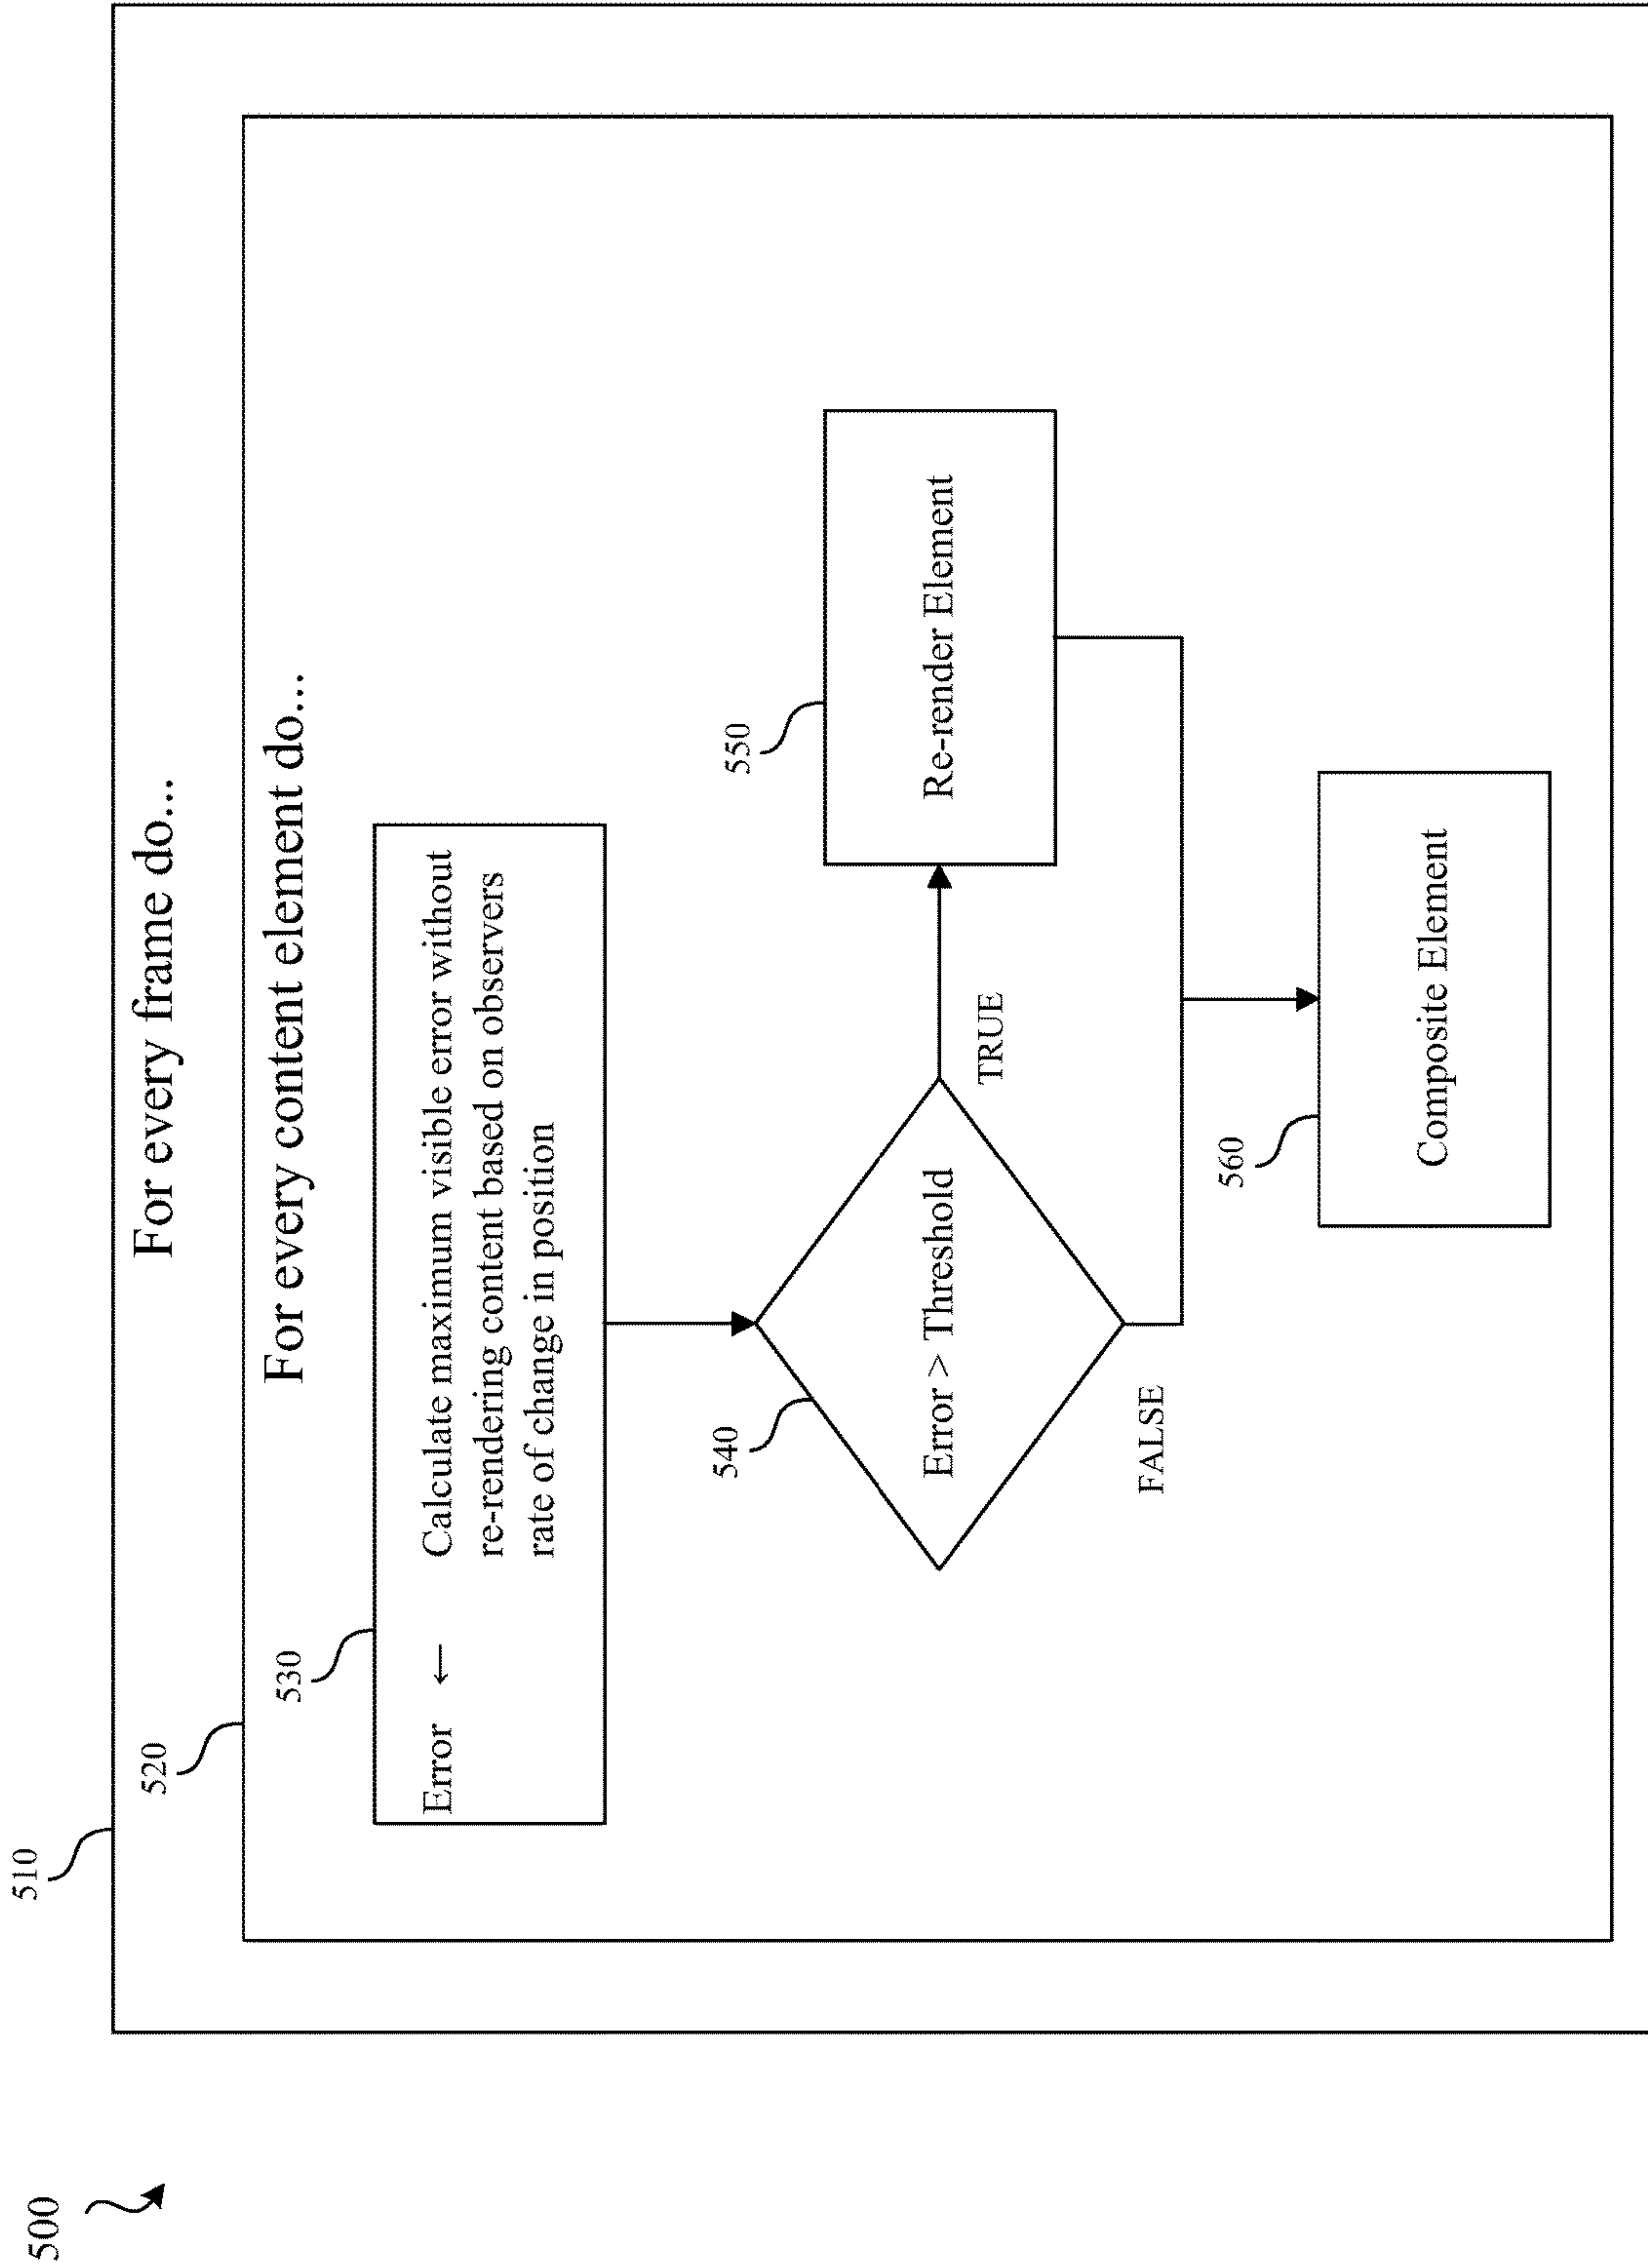 500
510
For every frame do...
520
For every content element do...
530
Error ← Calculate maximum visible error without
re-rendering content based on observers
rate of change in position
540
Error > Threshold
TRUE
FALSE
550
Re-render Element
560
Composite Element